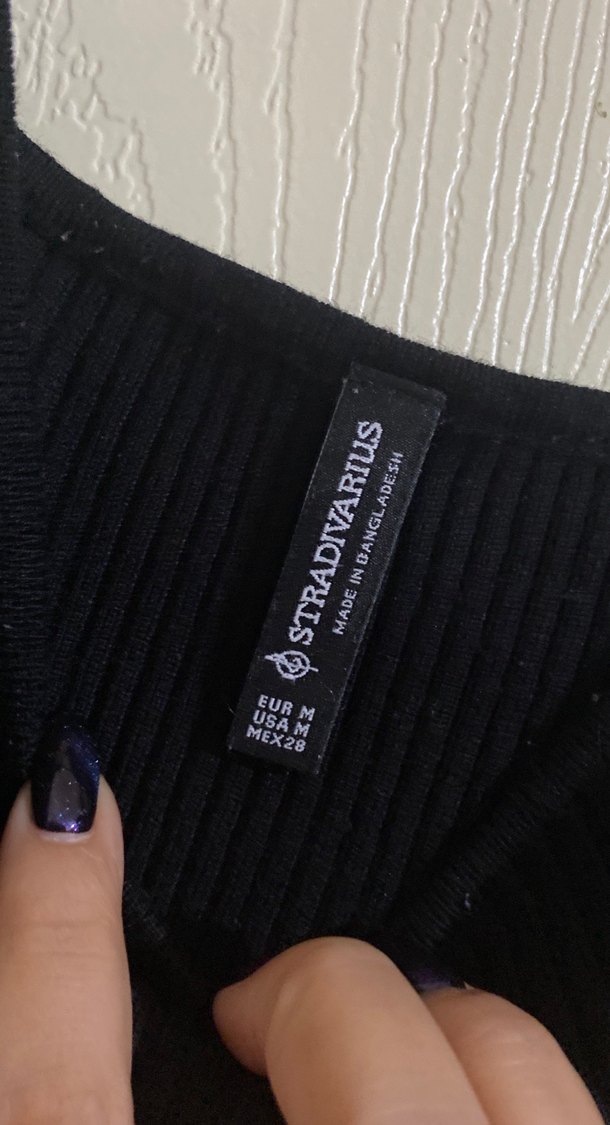 STRADIVARIUS
MADE IN BANGLADESH
EUR M
USA M
MEX28